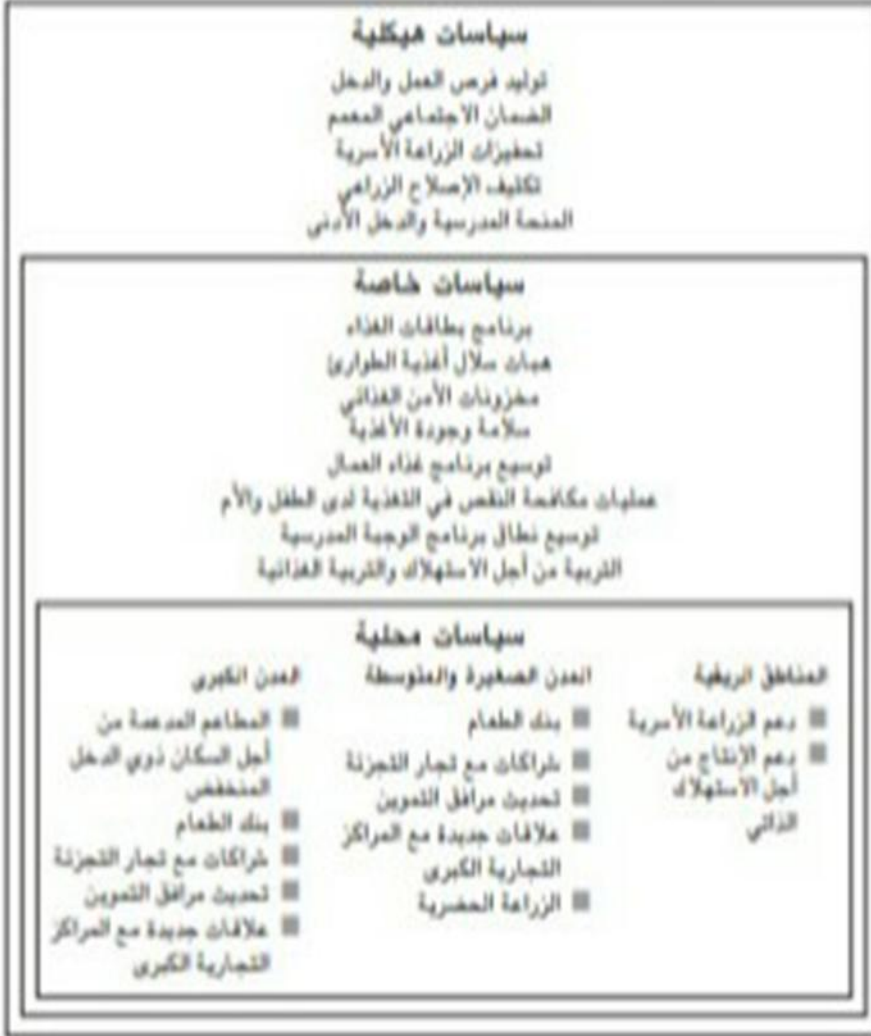 سياسات هيكلية
توليد فرص العمل والدخل
الضمان الاجتماعي المعمم
تحفيزات الزراعة الأسرية
تكثيف الإصلاح الزراعي
المنحة المدرسية والدخل الأدنى
سياسات خاصة
برنامج بطاقات الغذاء
هبات سلال أغذية الطوارئ
مخزونات الأمن الغذائي
سلامة وجودة الأغذية
توسيع برنامج غذاء العمال
عمليات مكافحة النقص في التغذية لدى الطفل والأم
توسيع نطاق برنامج الوجبة المدرسية
التربية من أجل الاستهلاك والتربية الغذائية
سياسات محلية
المناطق الريفية
دعم الزراعة الأسرية
دعم الإنتاج من
أجل الاستهلاك
الذاتي
المدن الصغيرة والمتوسطة
بنك الطعام
شراكات مع تجار التجزئة
تحديث مرافق التموين
علاقات جديدة مع المراكز
التجارية الكبرى
الزراعة الحضرية
المدن الكبرى
المطاعم المدعمة من
أجل السكان ذوي الدخل
المنخفض
بنك الطعام
شراكات مع تجار التجزئة
تحديث مرافق التموين
علاقات جديدة مع المراكز
التجارية الكبرى